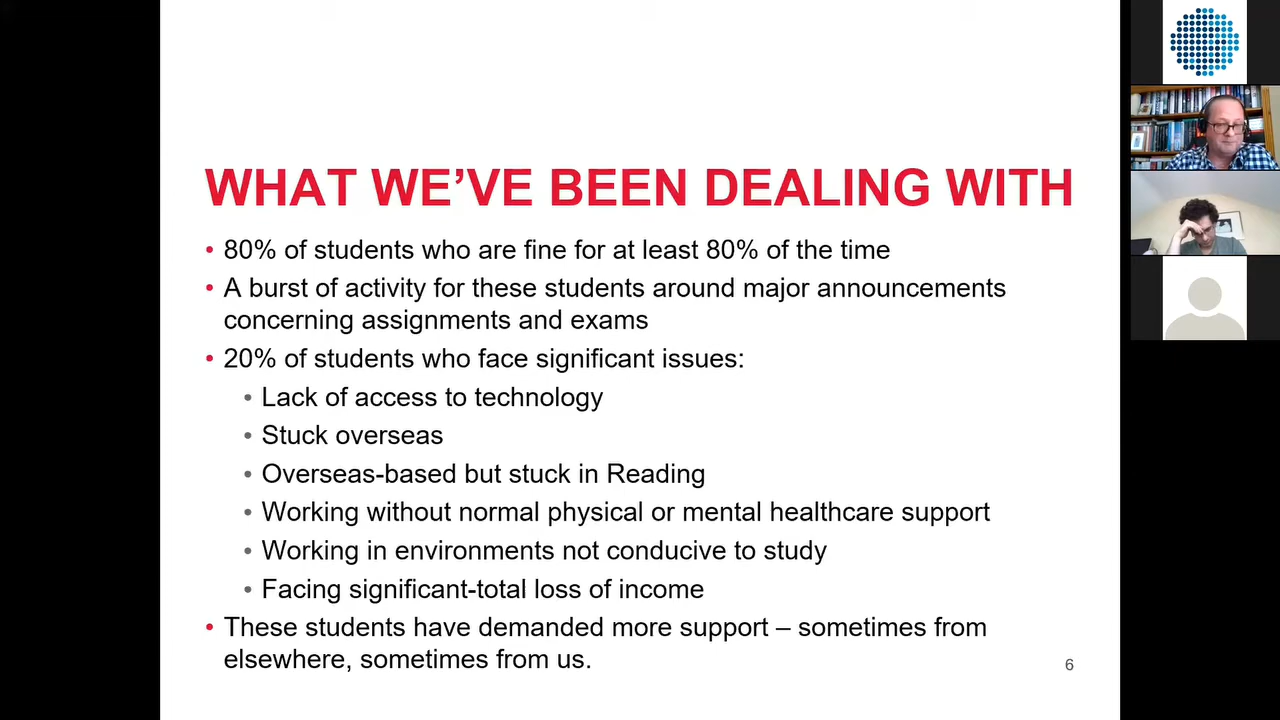 WHAT WE’VE BEEN DEALING WITH
• 80% of students who are fine for at least 80% of the time
• A burst of activity for these students around major announcements
concerning assignments and exams
• 20% of students who face significant issues:
• Lack of access to technology
• Stuck overseas
• Overseas-based but stuck in Reading
• Working without normal physical or mental healthcare support
• Working in environments not conducive to study
• Facing significant-total loss of income
• These students have demanded more support – sometimes from
elsewhere, sometimes from us.
6